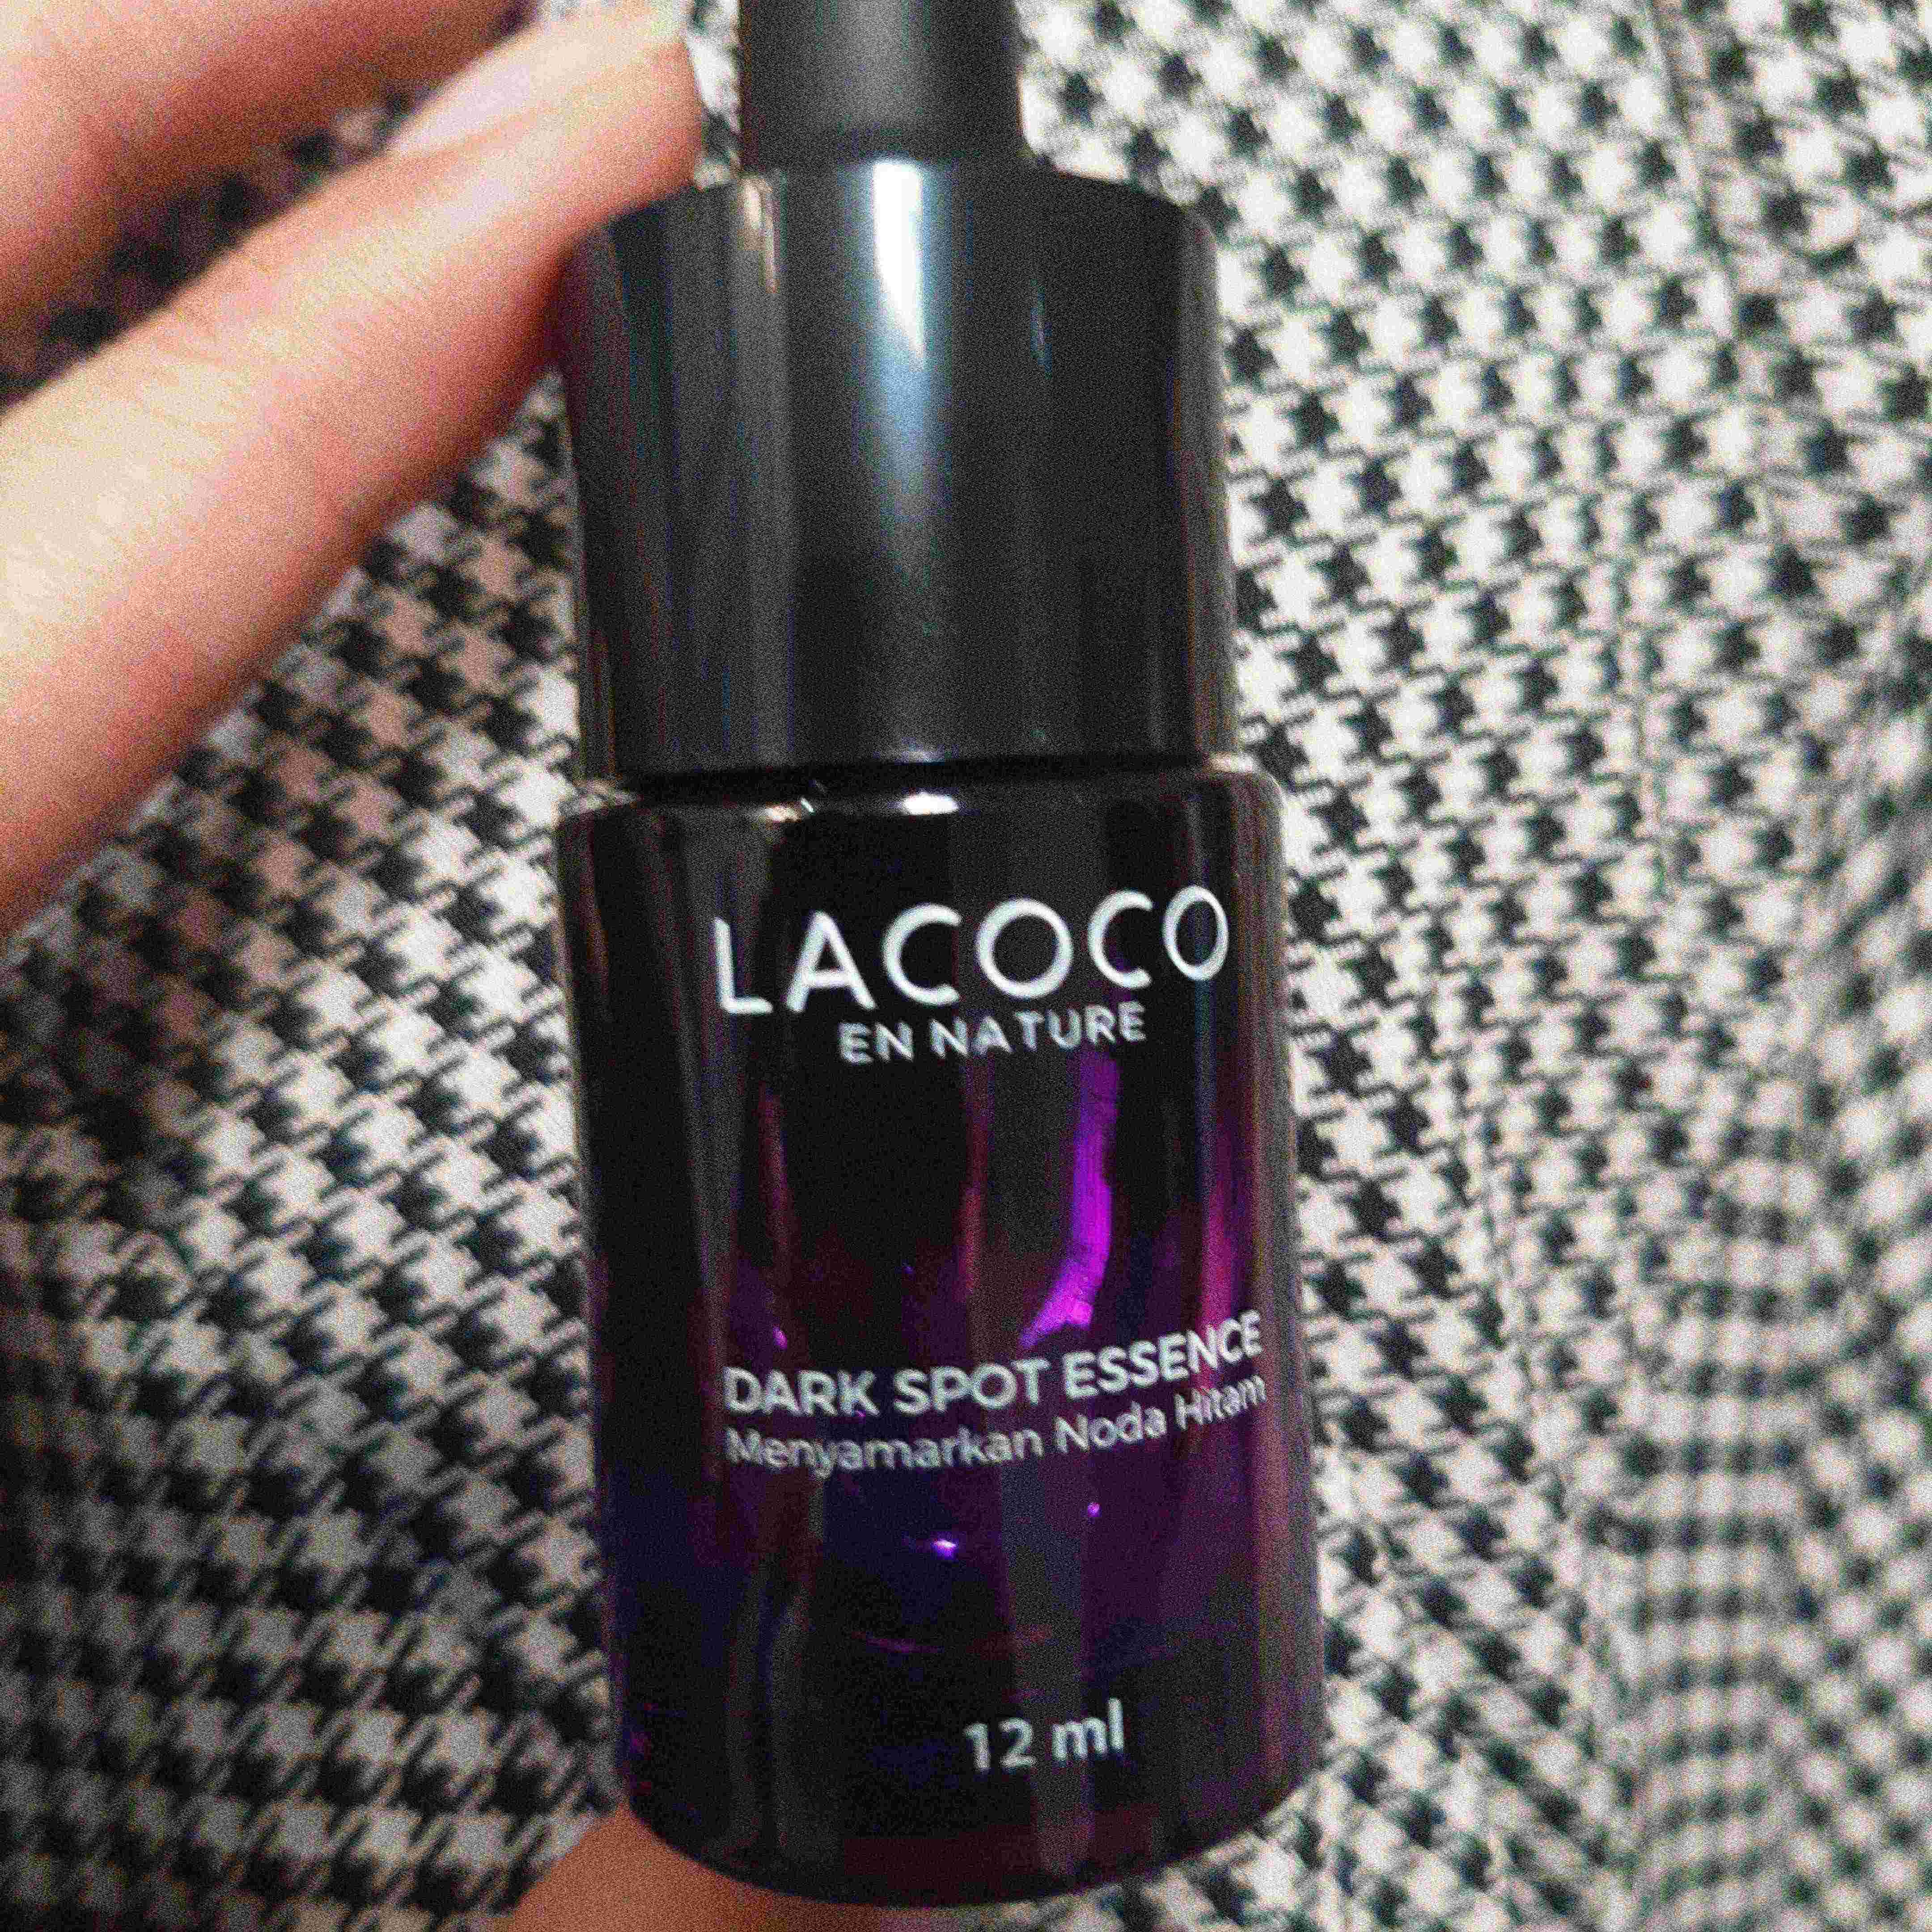 LACOCO
EN NATURE
DARK SPOT ESSENCE
Menyamarkan Noda Hitam
12 ml